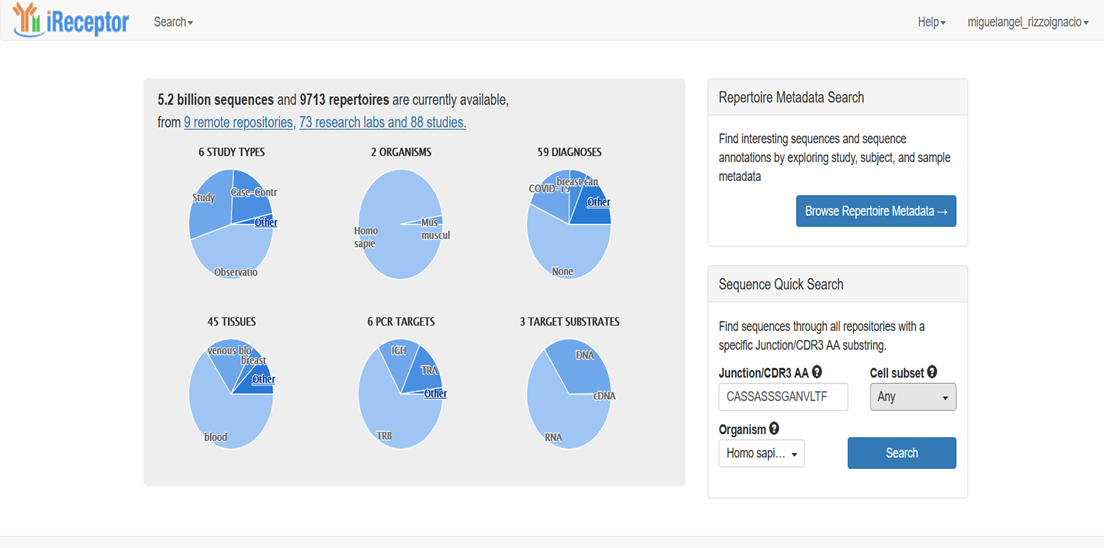 iReceptor
Search
Help
miguelangel_rizzoignacio
5.2 billion sequences and 9713 repertoires are currently available,
from 9 remote repositories, 73 research labs and 88 studies.
6 STUDY TYPES
Study
Case-Contr
Other
Observatio
2 ORGANISMS
Homo
sapie
Mus
muscul
59 DIAGNOSES
COVID-19
breast can
Other
None
45 TISSUES
venous blo
breast
Other
blood
6 PCR TARGETS
IGH
TRA
Other
TRB
3 TARGET SUBSTRATES
DNA
cDNA
RNA
Repertoire Metadata Search
Find interesting sequences and sequence
annotations by exploring study, subject, and sample
metadata
Browse Repertoire Metadata →
Sequence Quick Search
Find sequences through all repositories with a
specific Junction/CDR3 AA substring.
Junction/CDR3 AA ?
Cell subset ?
CASSASSSGANVLTF
Any
Organism ?
Homo sapi...
Search